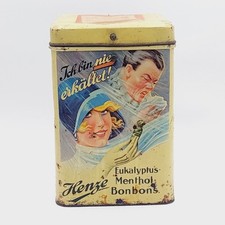 Ich bin nie
erkältet!
Henze
Eukalyptus
Menthol
Bonbons